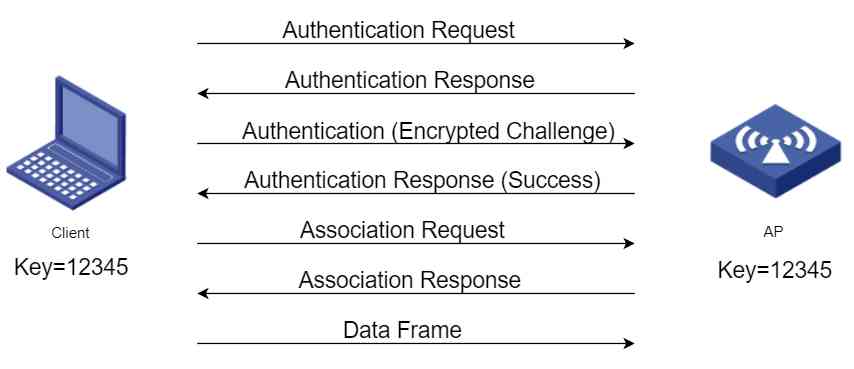 Authentication Request
Authentication Response
Authentication (Encrypted Challenge)
Authentication Response (Success)
Client
Association Request
AP
Key=12345
Association Response
Key=12345
Data Frame